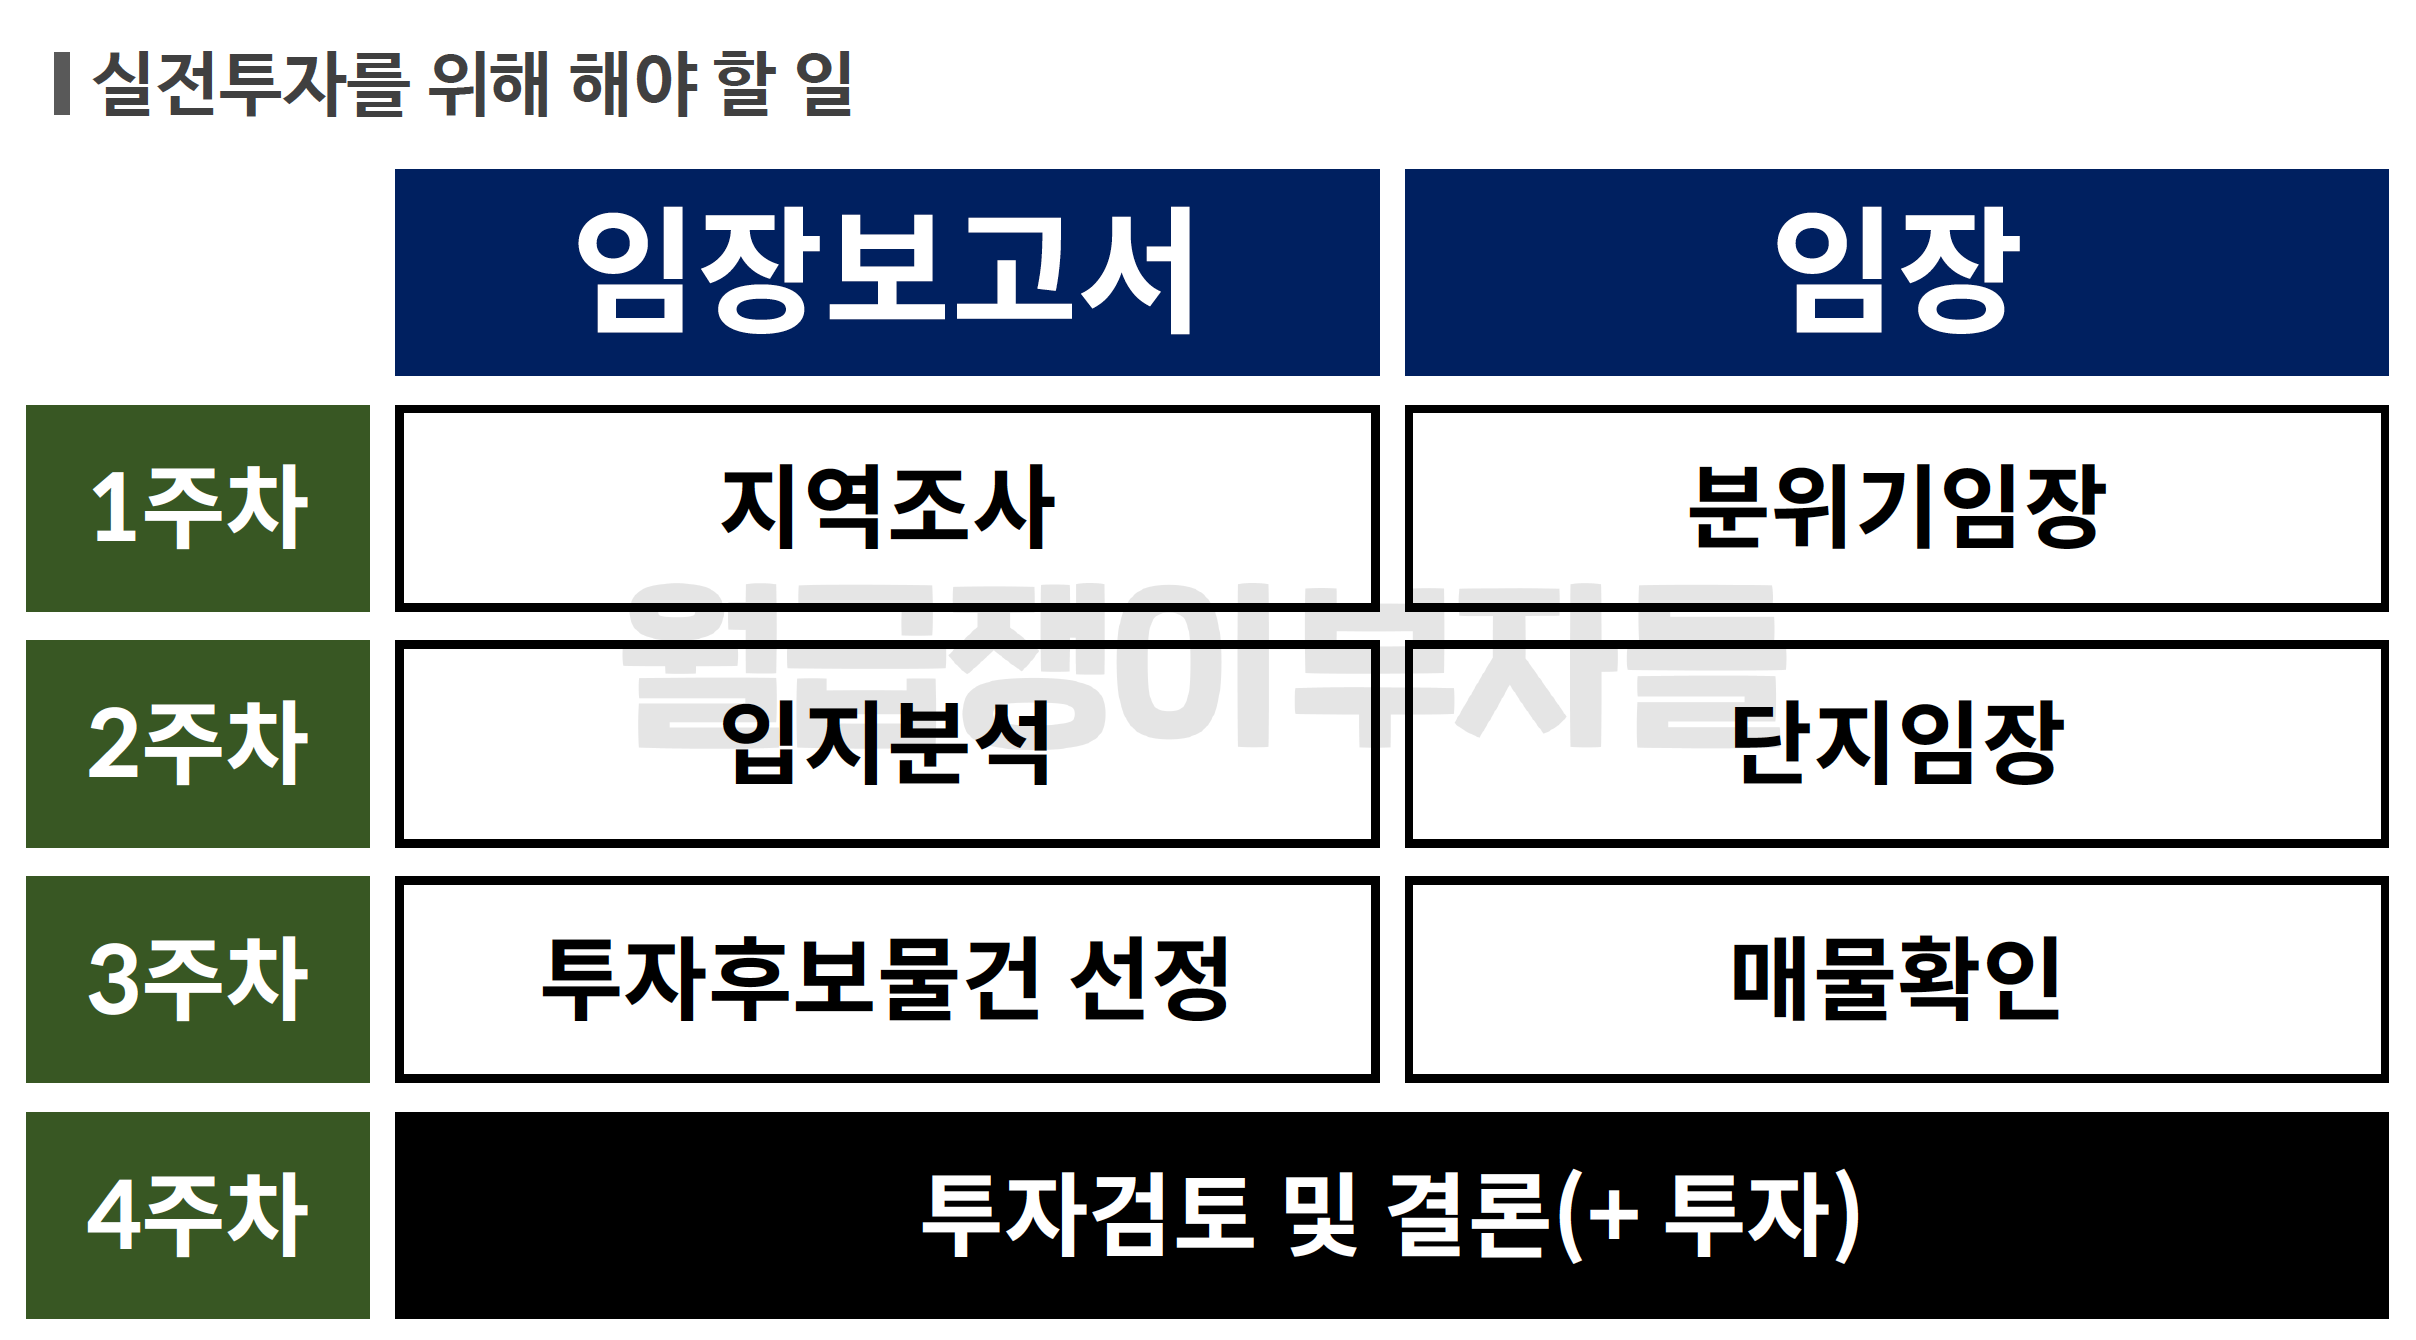 실전투자를 위해 해야 할 일
임장보고서 임장
1주차 지역조사 분위기임장
월급쟁이부자들
2주차 입지분석 단지임장
3주차 투자후보물건 선정 매물확인
4주차 투자검토 및 결론(+ 투자)